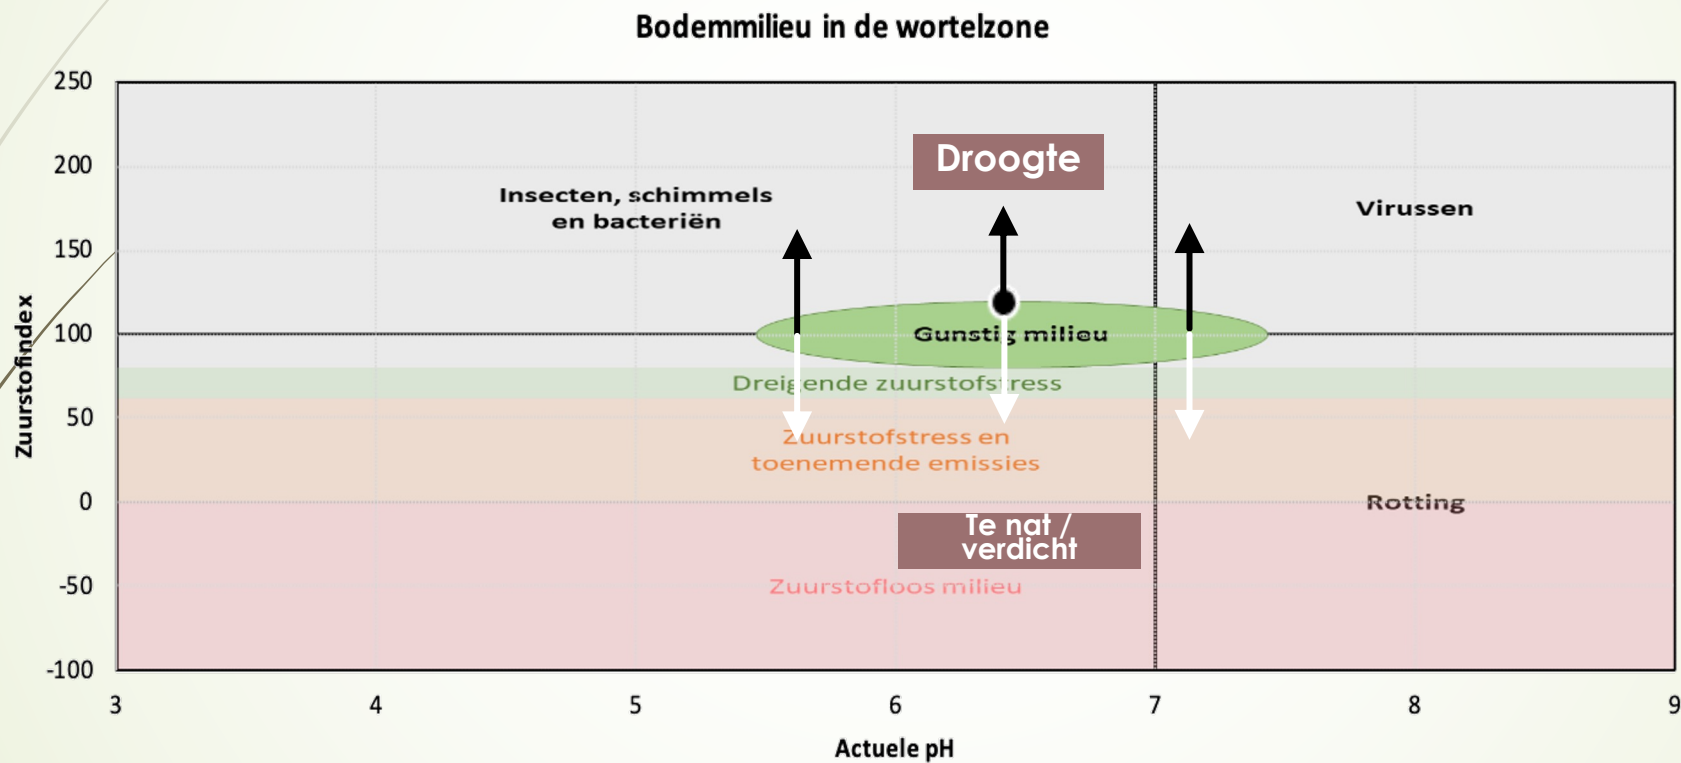 Bodemmilieu in de wortelzone
250
200
150
100
50
0
-50
-100
Zuurstofindex
Droogte
Insecten, schimmels
en bacteriën
Virussen
Gunstig milieu
Dreigende zuurstofstress
Zuurstofstress en
toenemende emissies
Rotting
Te nat /
verdicht
Zuurstofloos milieu
3 4 5 6 7 8 9
Actuele pH